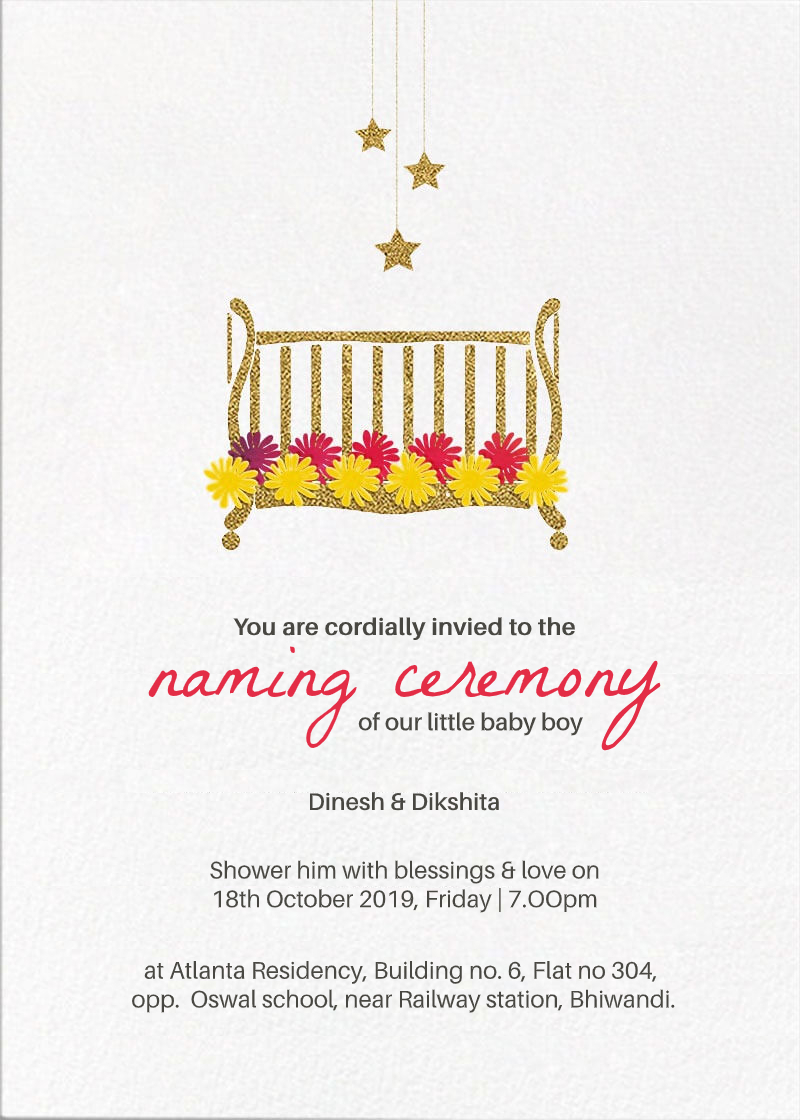 You are cordially invied to the
naming ceremony
of our little baby boy
Dinesh & Dikshita
Shower him with blessings & love on
18th October 2019, Friday | 7.00pm
at Atlanta Residency, Building no. 6, Flat no 304,
opp. Oswal school, near Railway station, Bhiwandi.